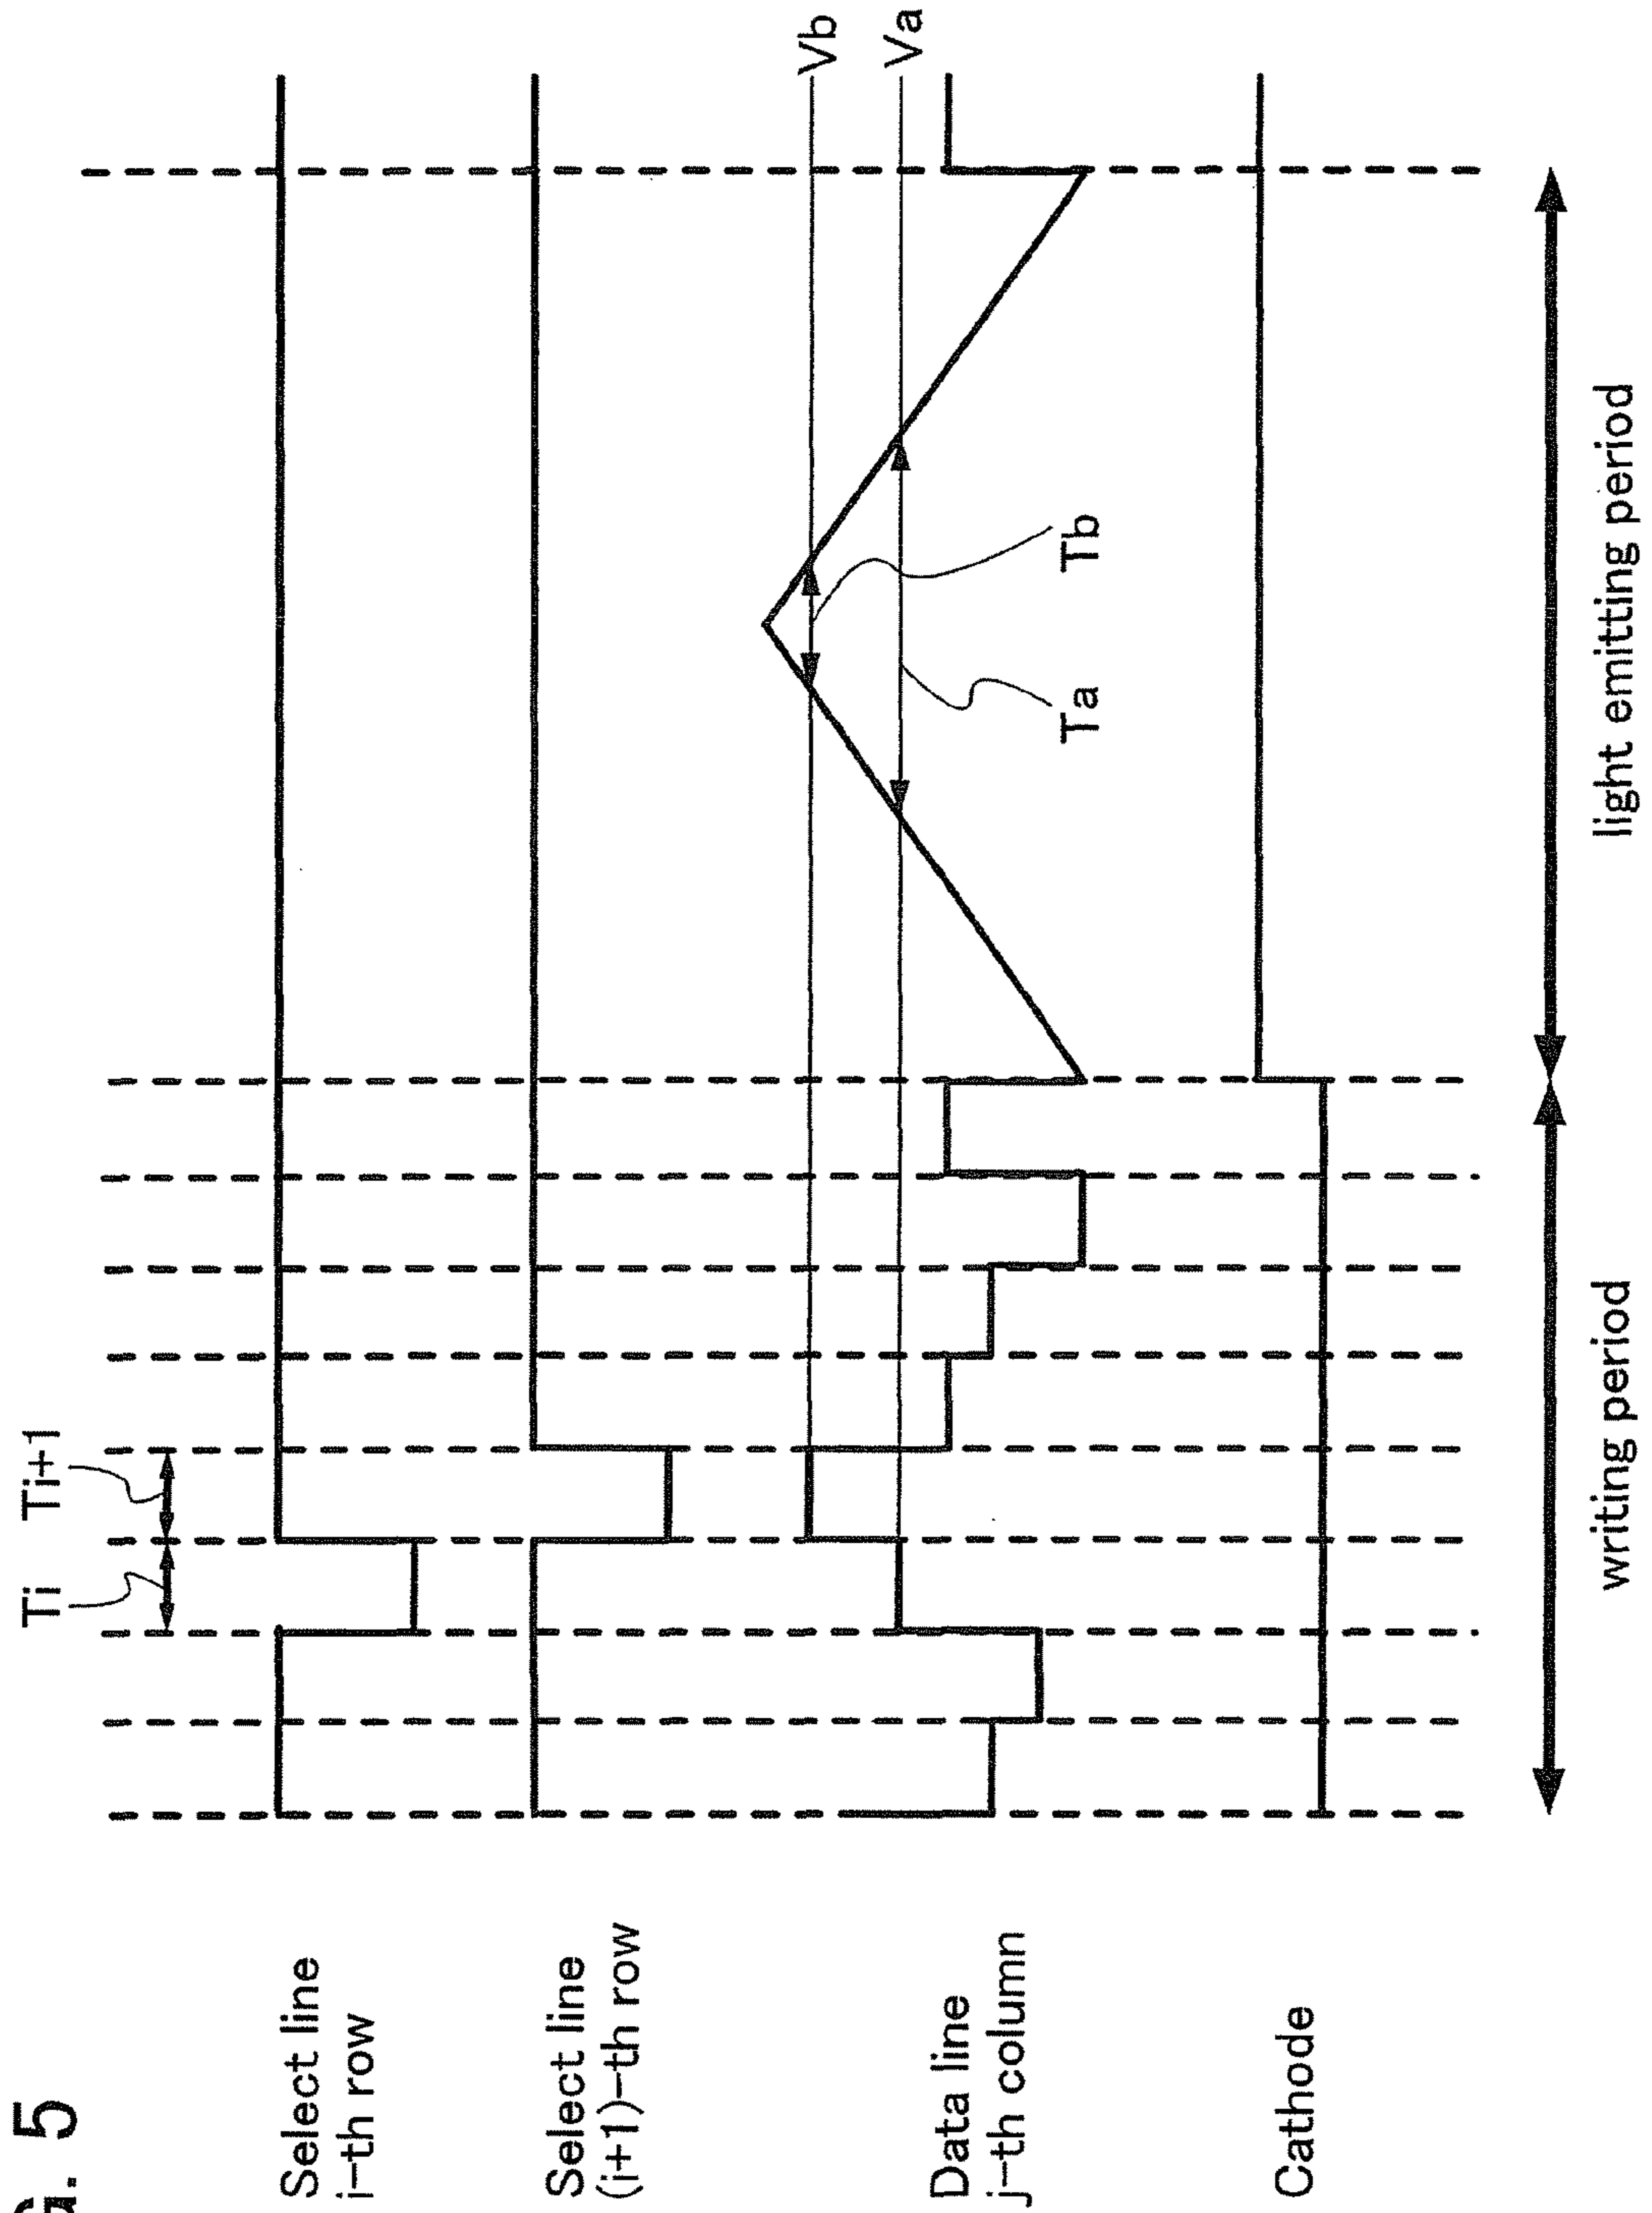 G. 5
Ti
Ti+1
Select line
i-th row
Select line
(i+1)-th row
Vb
Va
Data line
j-th column
Ta
Tb
Cathode
writing period
light emitting period